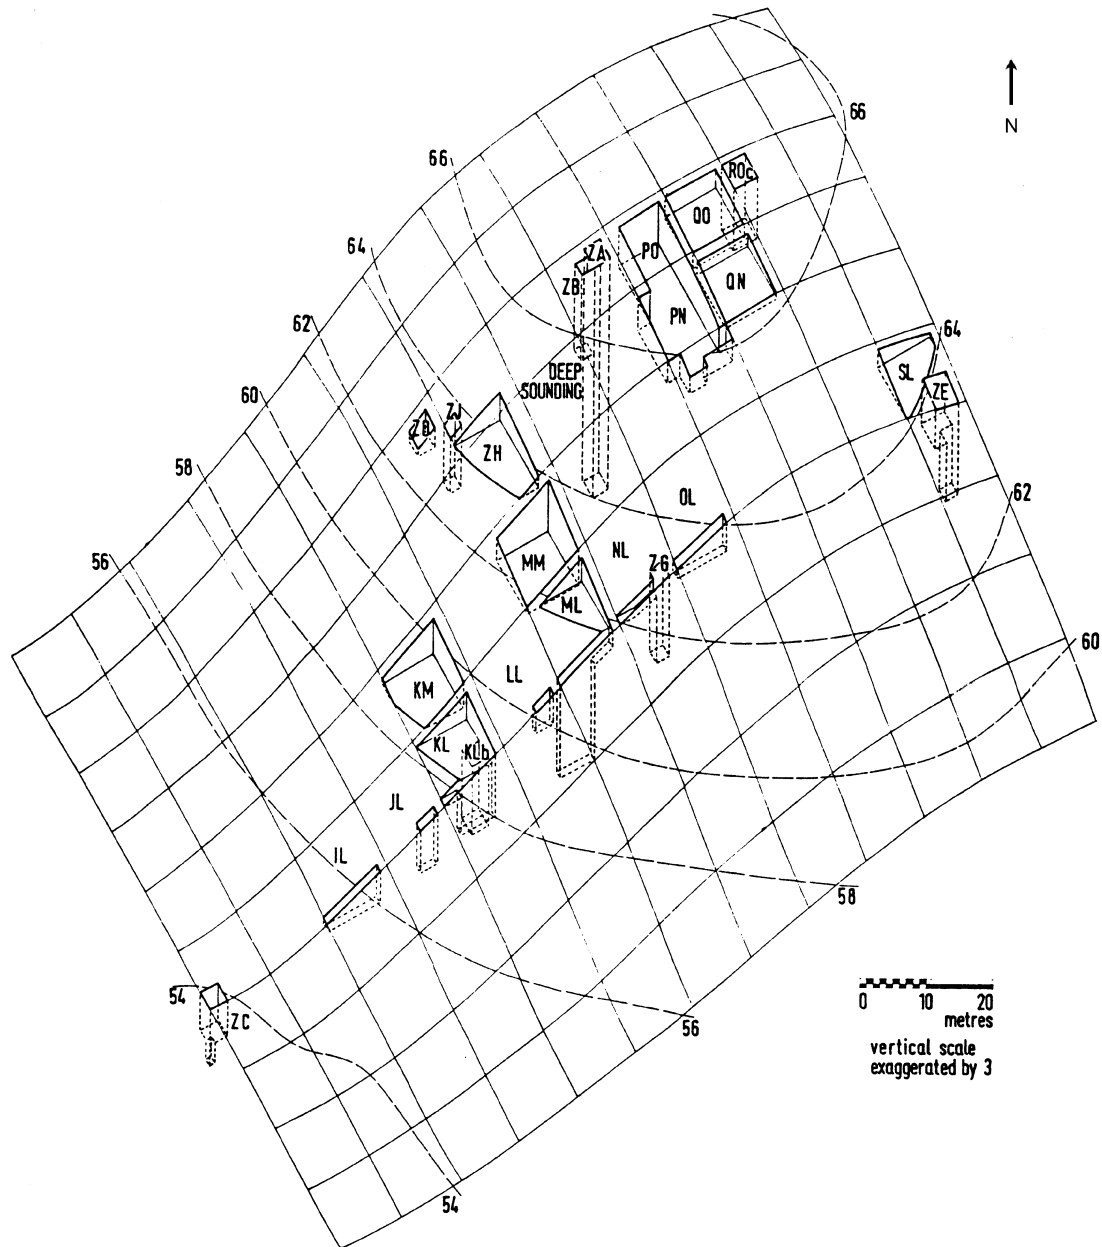 66
66
N
ROc
QO
64
PO
ZA
QN
ZB
PN
62
64
DEEP
SOUNDING
SL
ZE
60
ZJ
ZB
ZH
58
OL
62
NL
56
MM
ZG
ML
60
LL
KM
KL
KLb
JL
IL
58
54
ZC
0 10 20
metres
56
vertical scale
exaggerated by 3
54